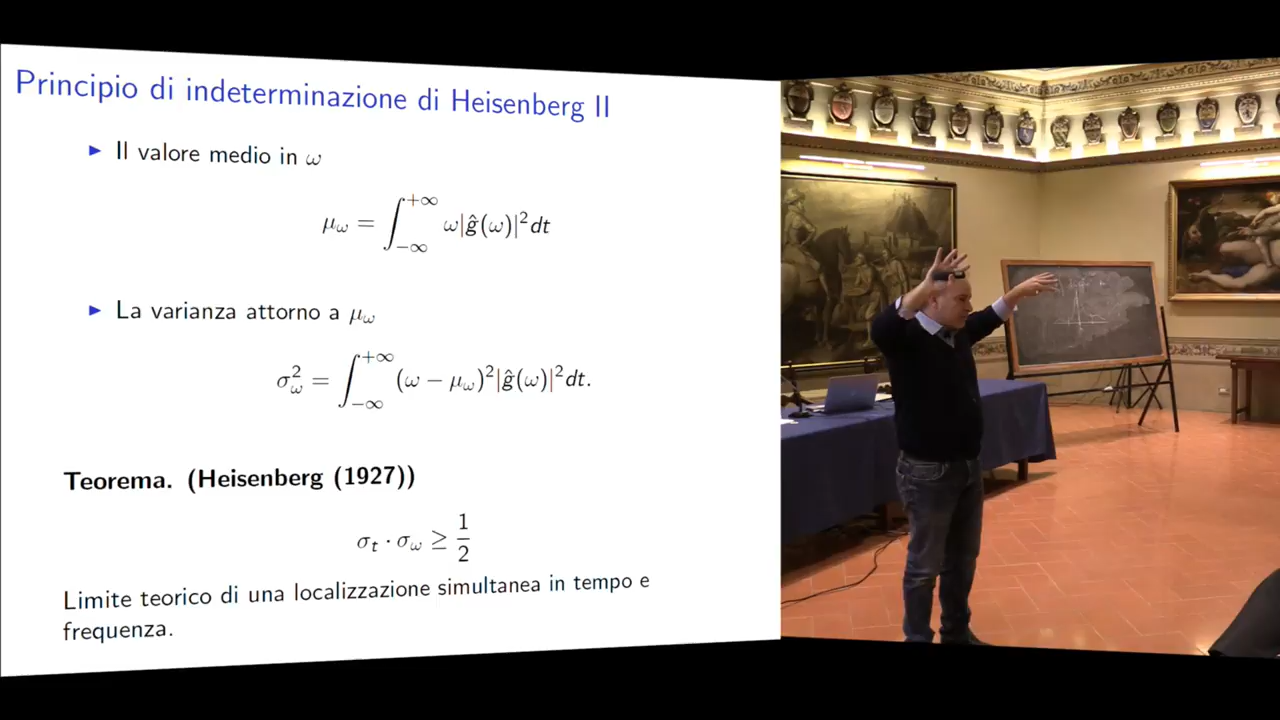 Principio di indeterminazione di Heisenberg II
▶ Il valore medio in ω
μ_ω = ∫_{−∞}^{+∞} ω|ĝ(ω)|²dt
▶ La varianza attorno a μ_ω
σ²_ω = ∫_{−∞}^{+∞} (ω − μ_ω)²|ĝ(ω)|²dt.
Teorema. (Heisenberg (1927))
σ_t · σ_ω ≥ 1/2
Limite teorico di una localizzazione simultanea in tempo e
frequenza.